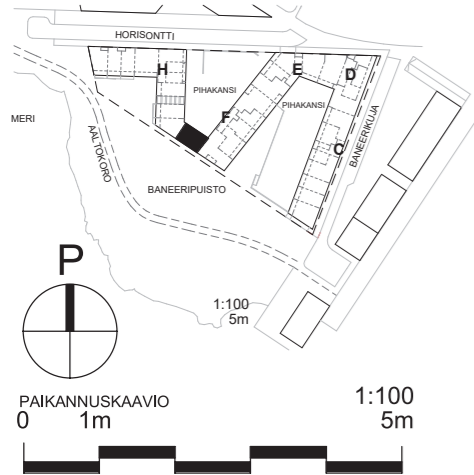 HORISONTTI
H
E
D
PIHAKANSI
PIHAKANSI
F
C
MERI
AALTOKORO
BANEERIKUJA
BANEERIPUISTO
P
1:100
5m
PAIKANNUSKAAVIO
1:100
0 1m 5m